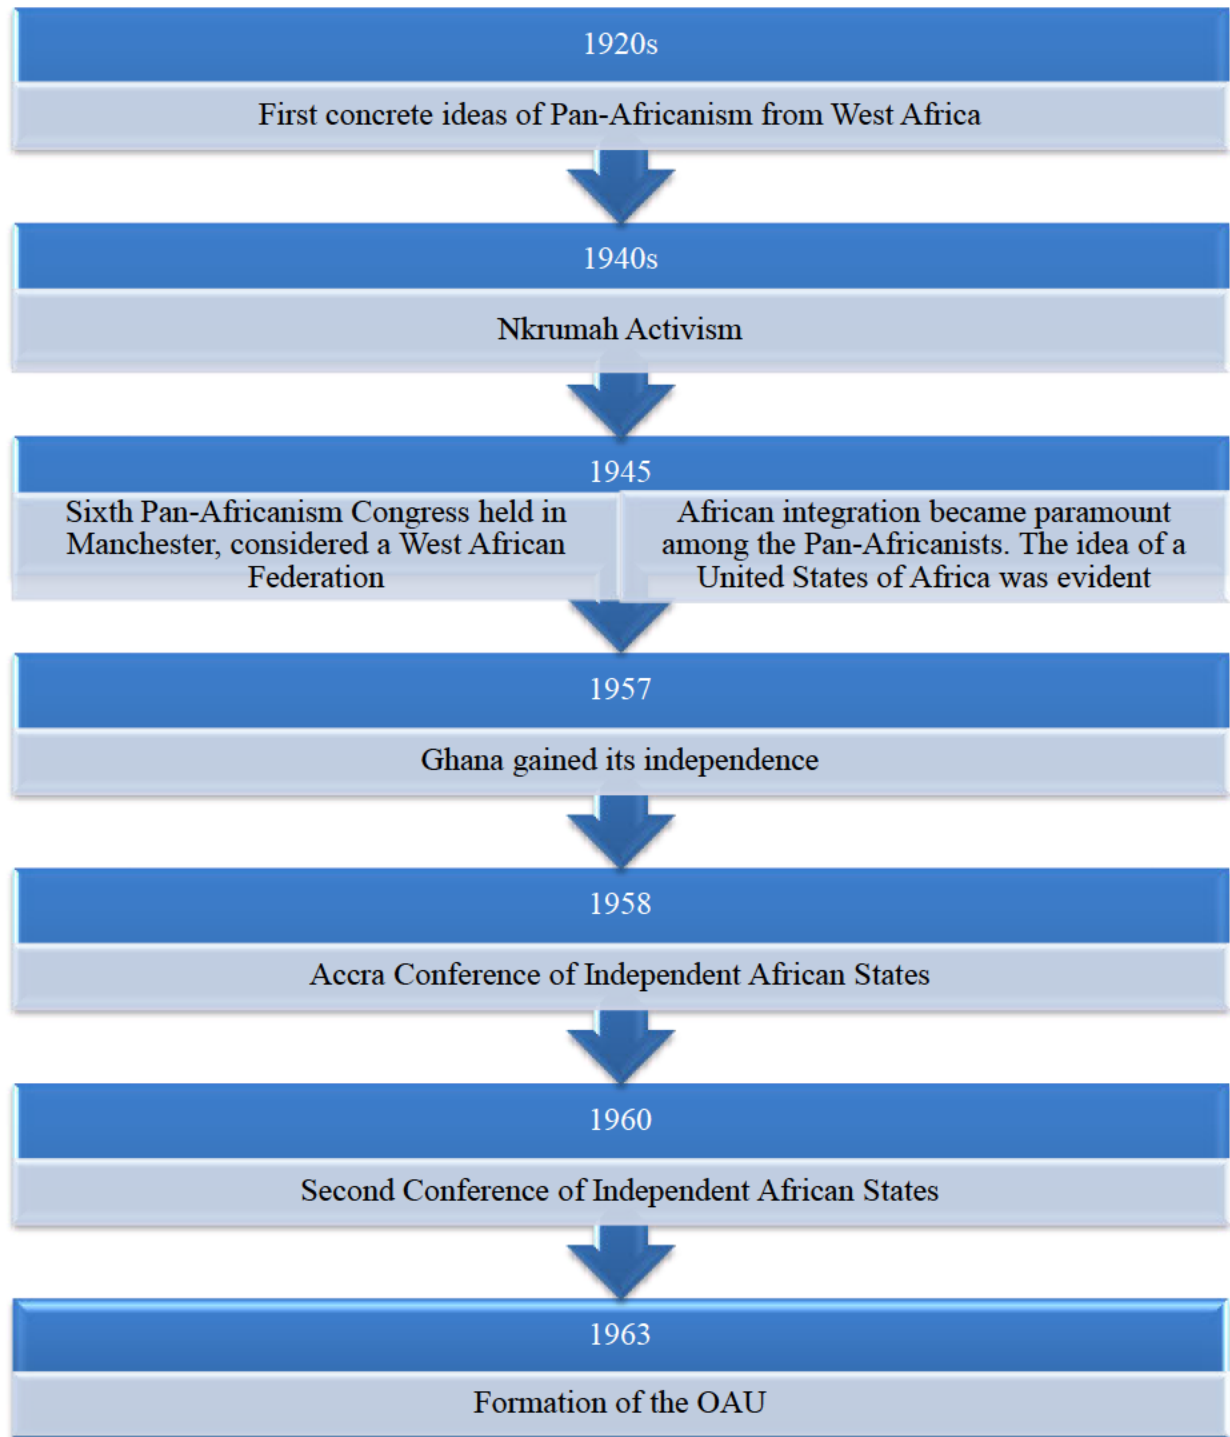 1920s
First concrete ideas of Pan-Africanism from West Africa
1940s
Nkrumah Activism
1945
Sixth Pan-Africanism Congress held in
Manchester, considered a West African
Federation
African integration became paramount
among the Pan-Africanists. The idea of a
United States of Africa was evident
1957
Ghana gained its independence
1958
Accra Conference of Independent African States
1960
Second Conference of Independent African States
1963
Formation of the OAU